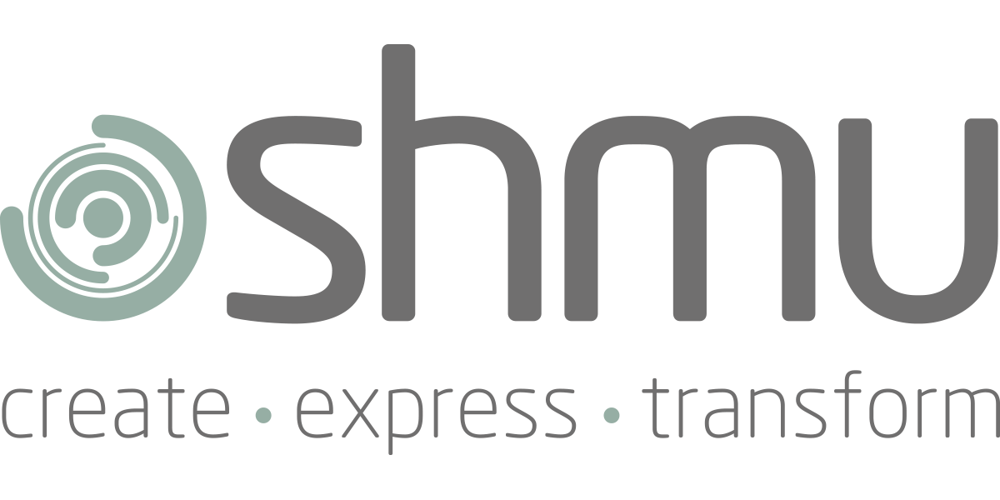 shmu
create • express • transform